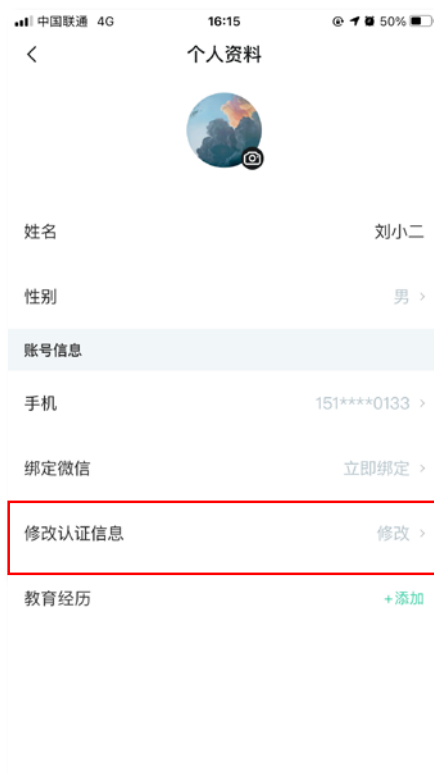 中国联通 4G 16:15 50%
个人资料
姓名 刘小二
性别 男
账号信息
手机 151****0133
绑定微信 立即绑定
修改认证信息 修改
教育经历 +添加